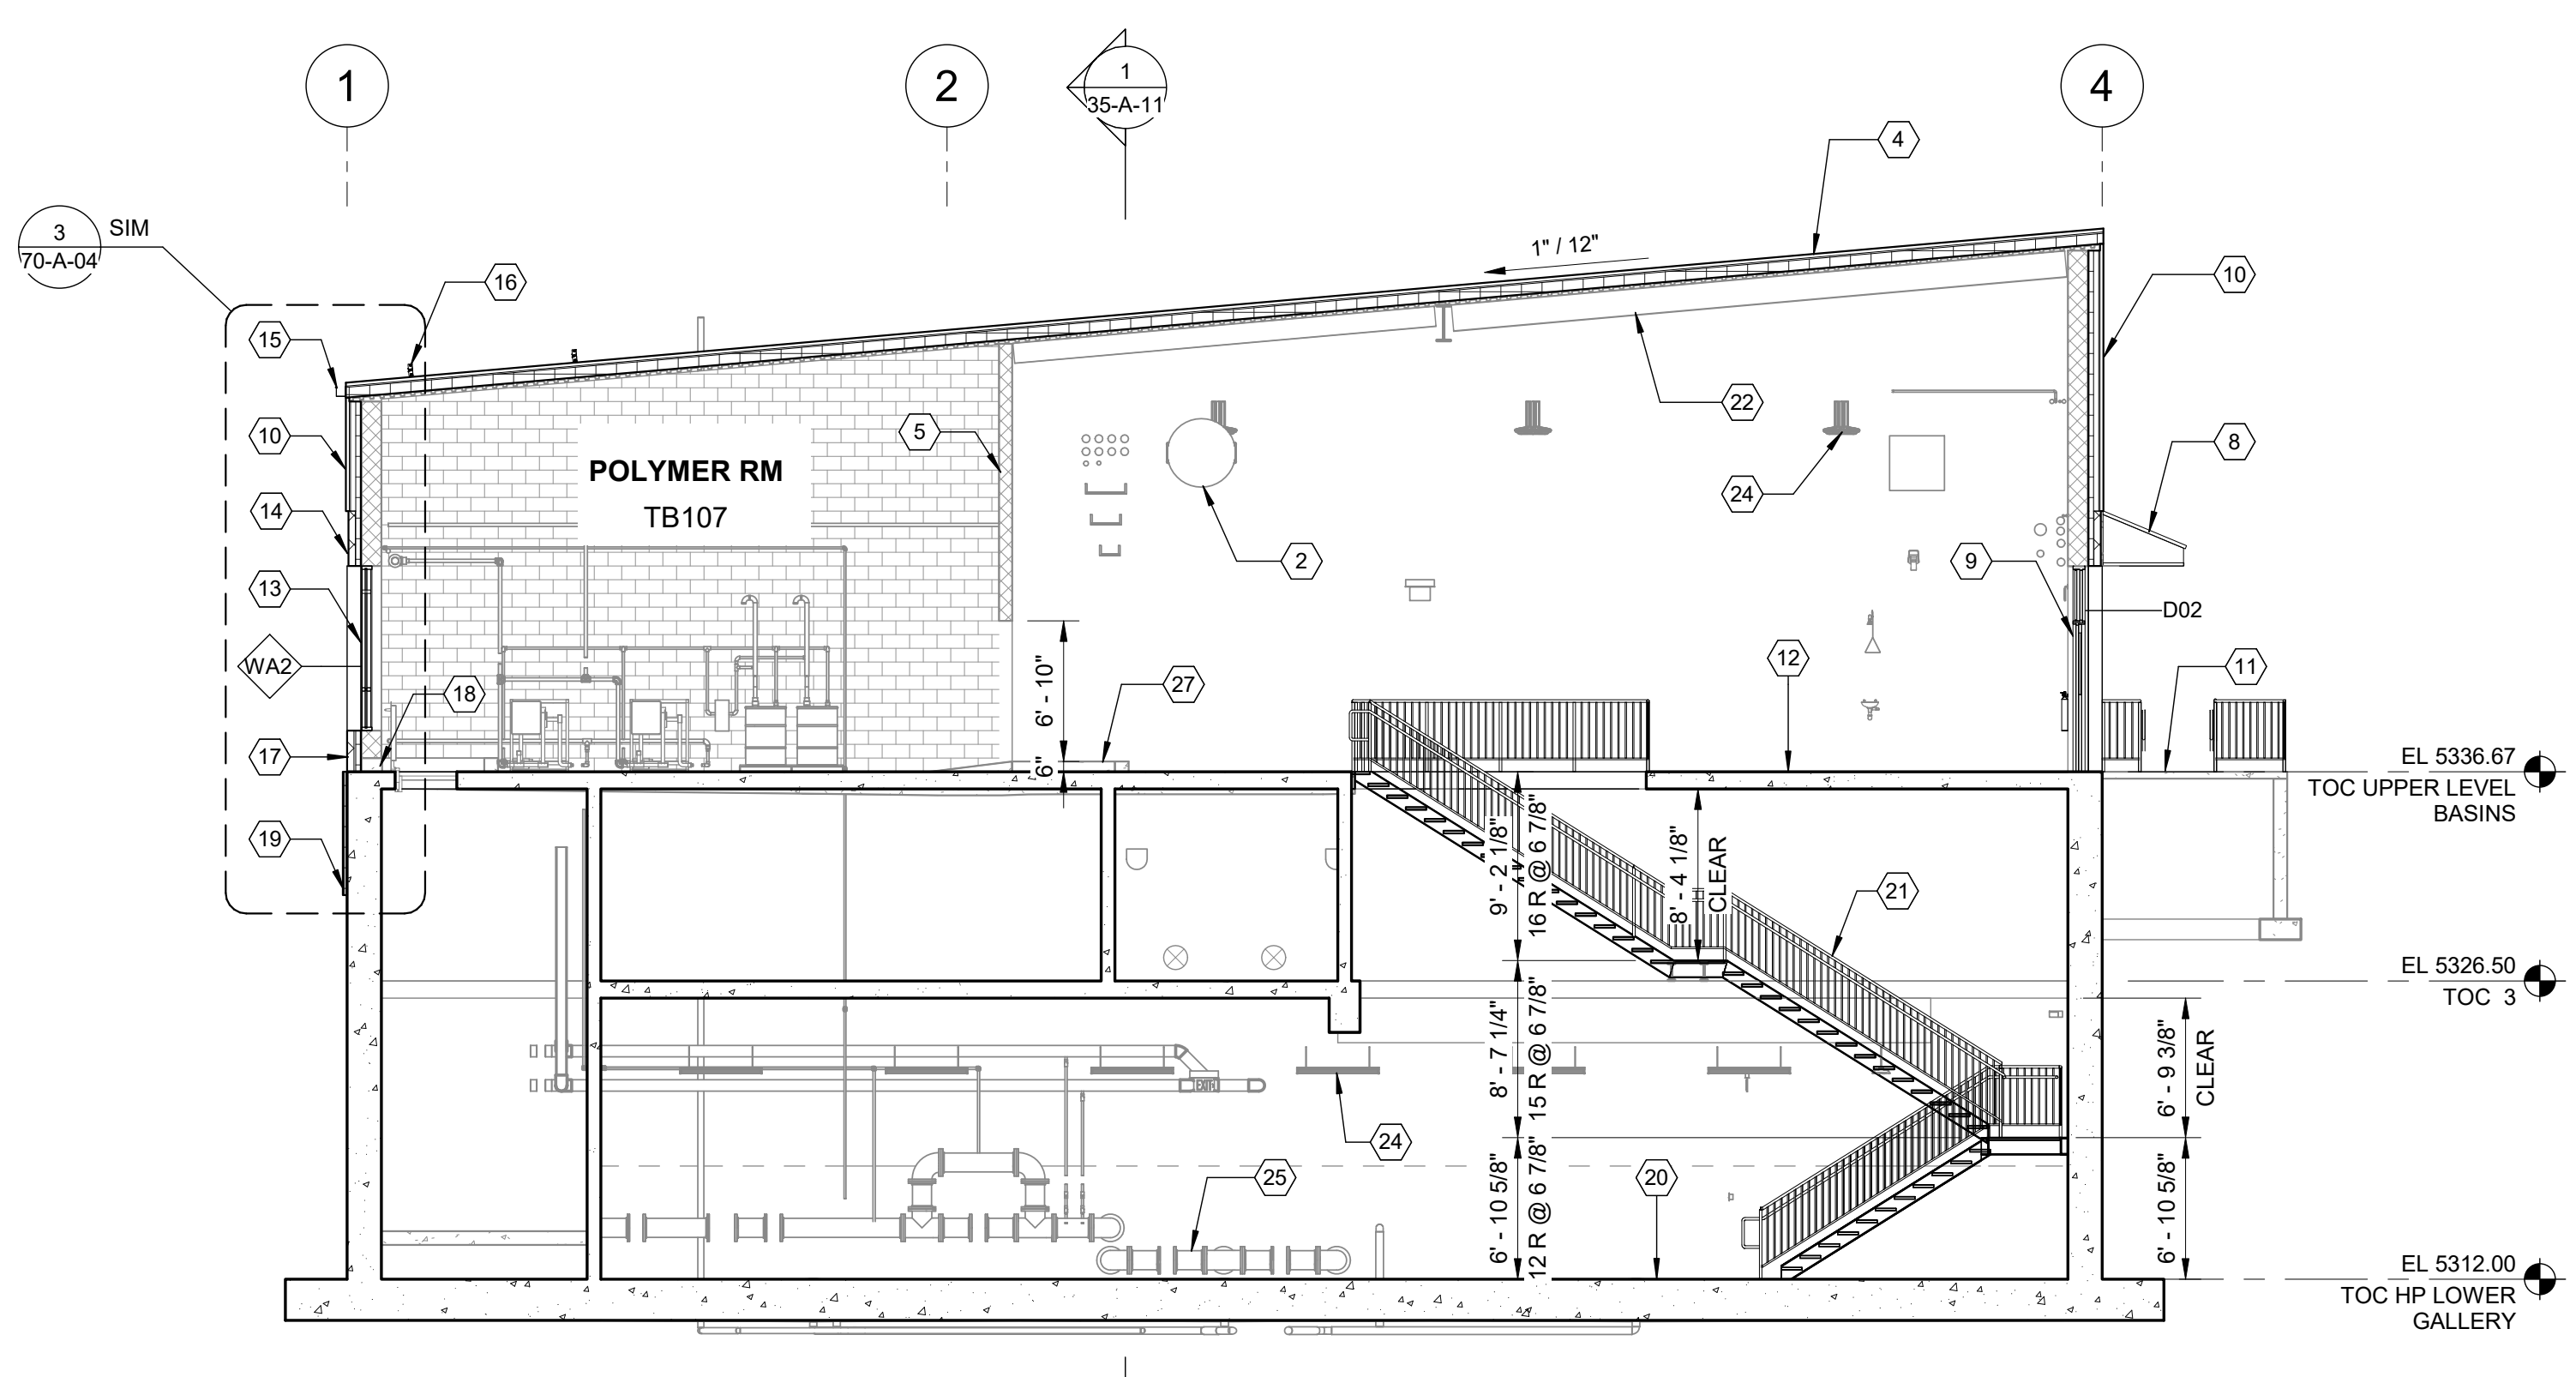 1
2
1
35-A-11
4
4
3
70-A-04
SIM
1" / 12"
16
10
15
22
5
10
8
POLYMER RM
TB107
24
14
2
9
13
D02
WA2
12
11
6' - 10"
27
18
17
6"
EL 5336.67
TOC UPPER LEVEL
BASINS
19
9' - 2 1/8"
16 R @ 6 7/8"
8' - 4 1/8"
CLEAR
21
EL 5326.50
TOC 3
8' - 7 1/4"
15 R @ 6 7/8"
6' - 9 3/8"
CLEAR
EXIT
24
25
20
6' - 10 5/8"
12 R @ 6 7/8"
6' - 10 5/8"
EL 5312.00
TOC HP LOWER
GALLERY